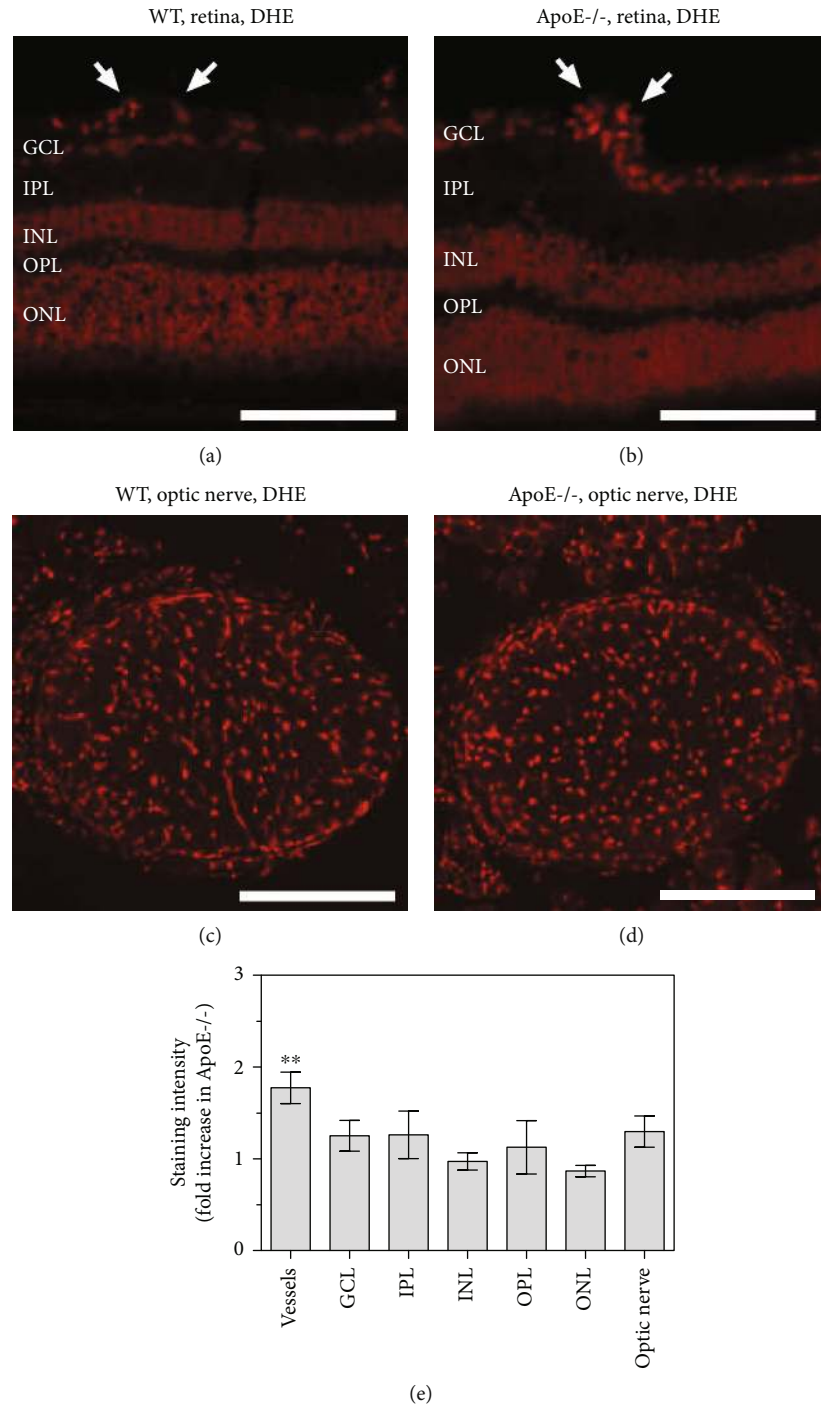 WT, retina, DHE
ApoE-/-, retina, DHE
GCL
IPL
INL
OPL
ONL
GCL
IPL
INL
OPL
ONL
(a)
(b)
WT, optic nerve, DHE
ApoE-/-, optic nerve, DHE
(c)
(d)
Staining intensity
(fold increase in ApoE-/-)
3
2
1
0
**
Vessels
GCL
IPL
INL
OPL
ONL
Optic nerve
(e)